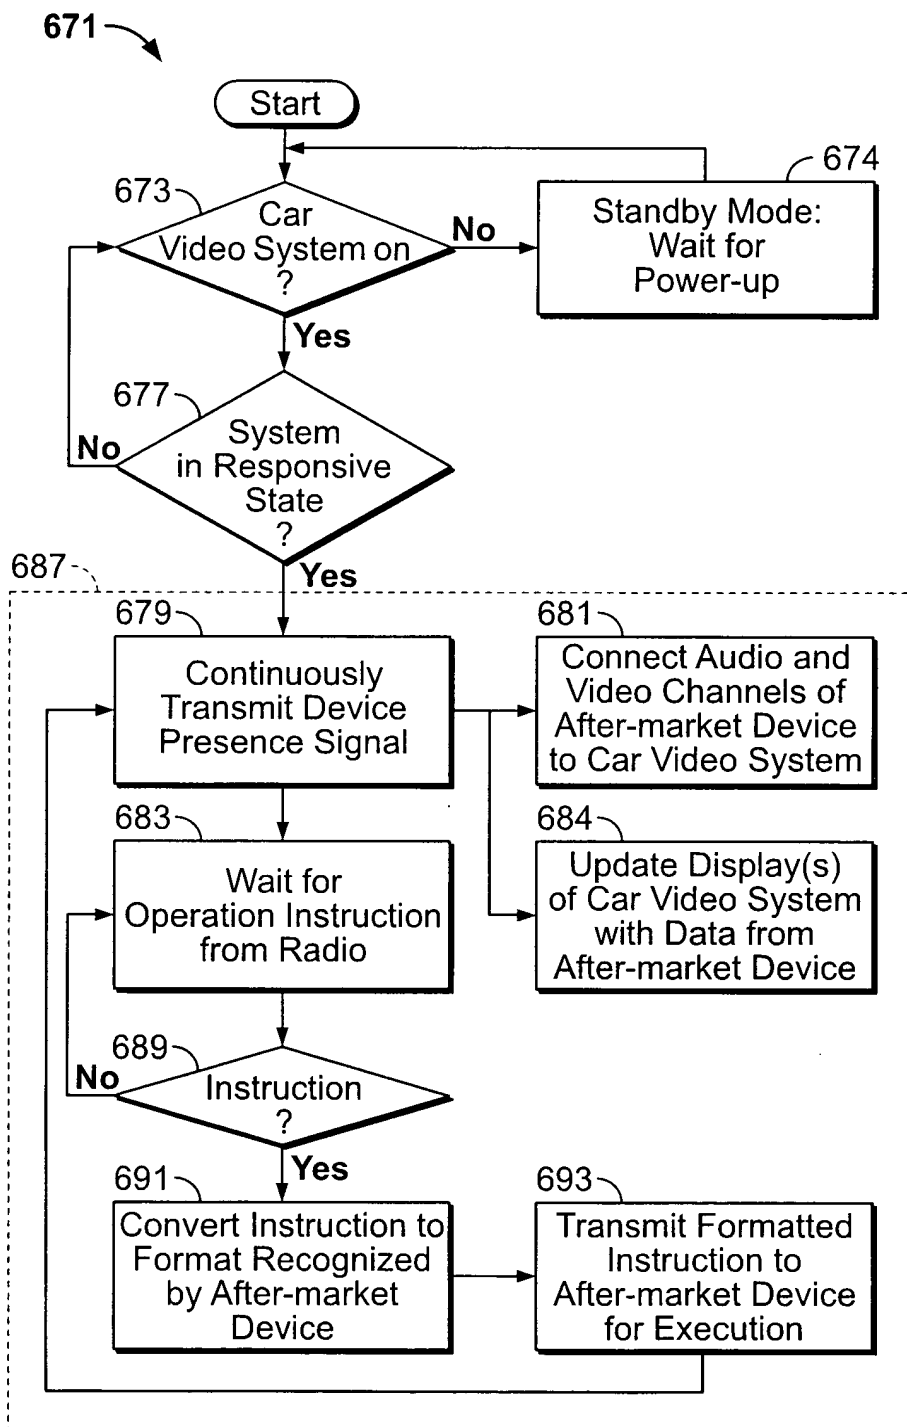 671
Start
673
Car
Video System on
?
No
674
Standby Mode:
Wait for
Power-up
Yes
677
System
in Responsive
State
?
No
Yes
687
679
Continuously
Transmit Device
Presence Signal
681
Connect Audio and
Video Channels of
After-market Device
to Car Video System
683
Wait for
Operation Instruction
from Radio
684
Update Display(s)
of Car Video System
with Data from
After-market Device
689
Instruction
?
No
Yes
691
Convert Instruction to
Format Recognized
by After-market
Device
693
Transmit Formatted
Instruction to
After-market Device
for Execution